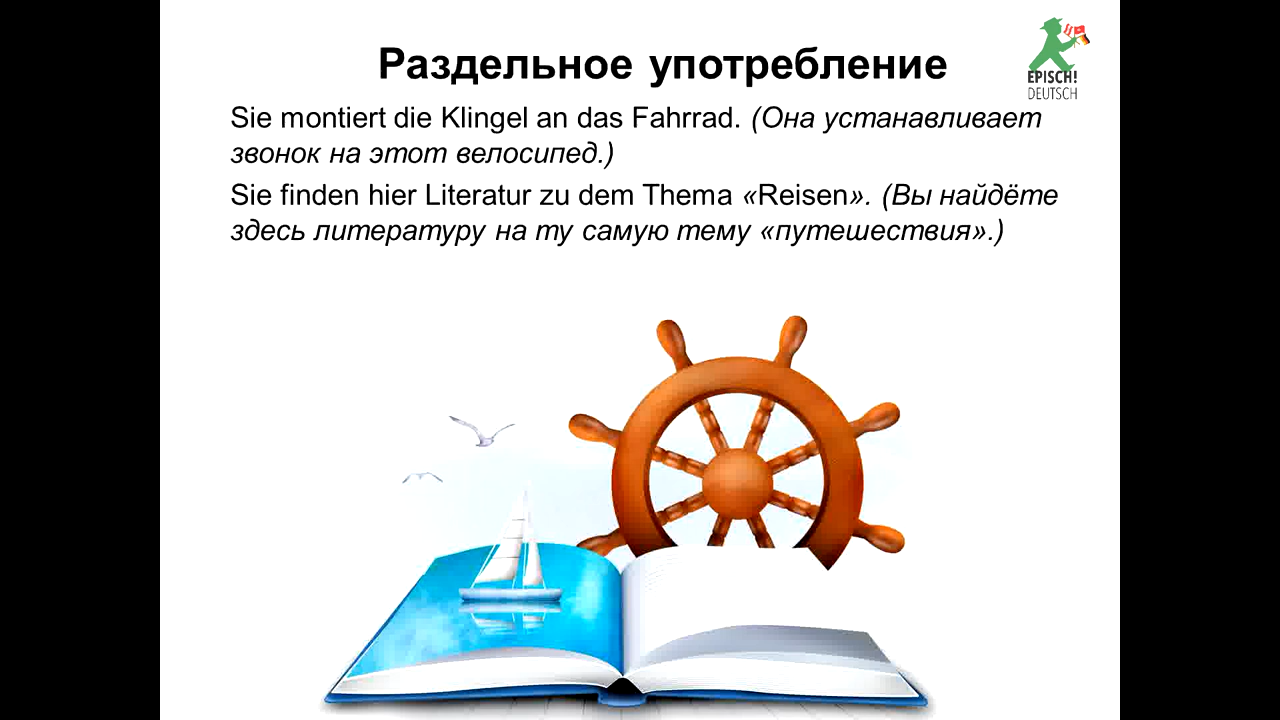 Раздельное употребление
EPISCH!
DEUTSCH
Sie montiert die Klingel an das Fahrrad. (Она устанавливает
звонок на этот велосипед.)
Sie finden hier Literatur zu dem Thema «Reisen». (Вы найдёте
здесь литературу на ту самую тему «путешествия».)